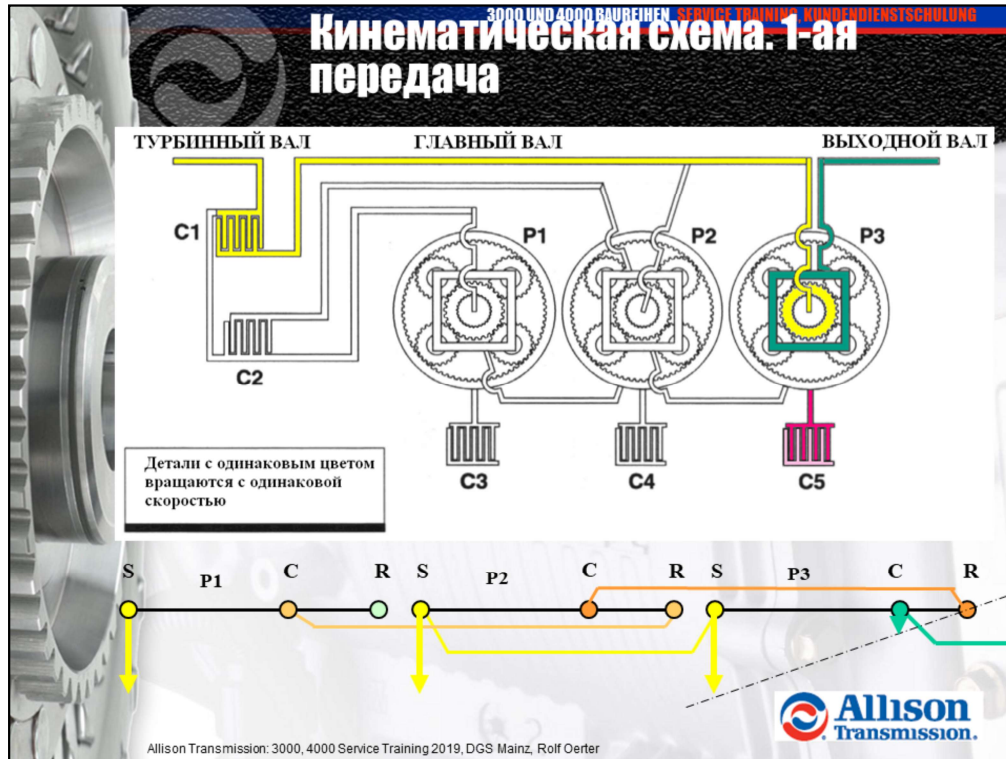 3000 UND 4000 BAUREIHEN SERVICE TRAINING, KUNDENDIENSTSCHULUNG
Кинематическая схема. 1-ая
передача
ТУРБИННЫЙ ВАЛ ГЛАВНЫЙ ВАЛ ВЫХОДНОЙ ВАЛ
C1 P1 P2 P3
C2
C3 C4 C5
Детали с одинаковым цветом
вращаются с одинаковой
скоростью
S P1 C R S P2 C R S P3 C R
Allison
Transmission.
Allison Transmission: 3000, 4000 Service Training 2019, DGS Mainz, Rolf Oerter